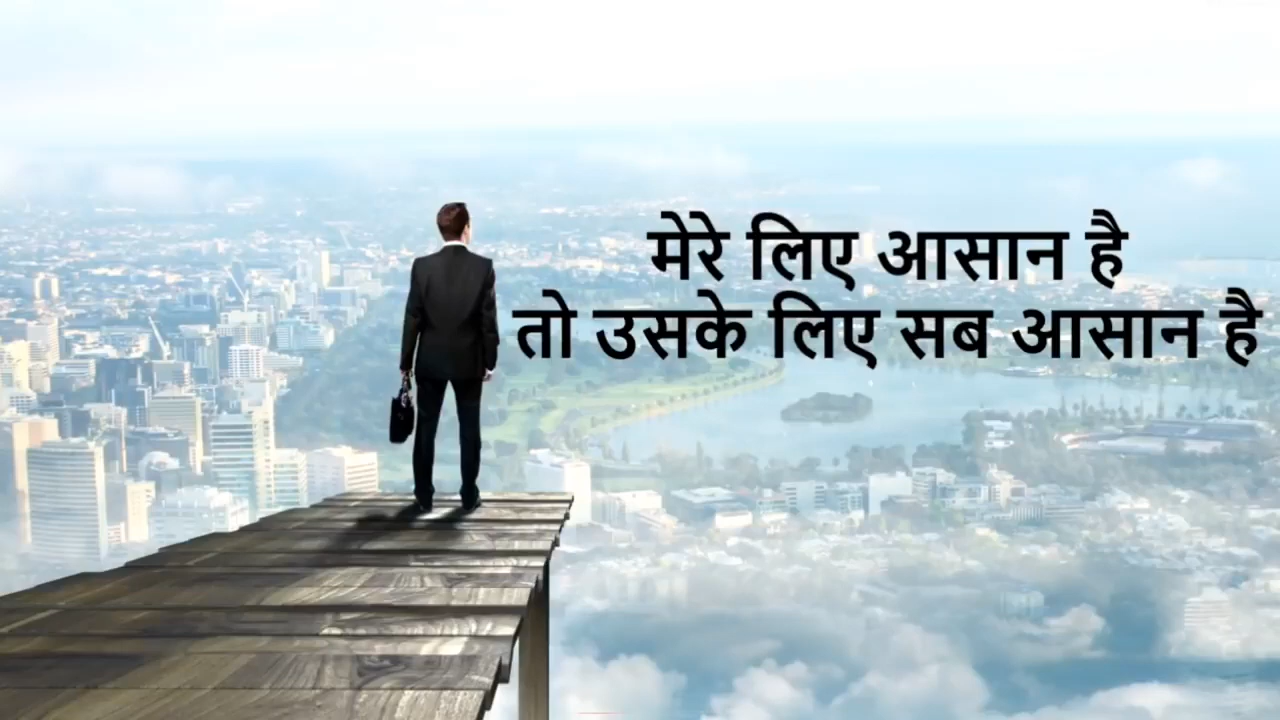 मेरे लिए आसान है
तो उसके लिए सब आसान है